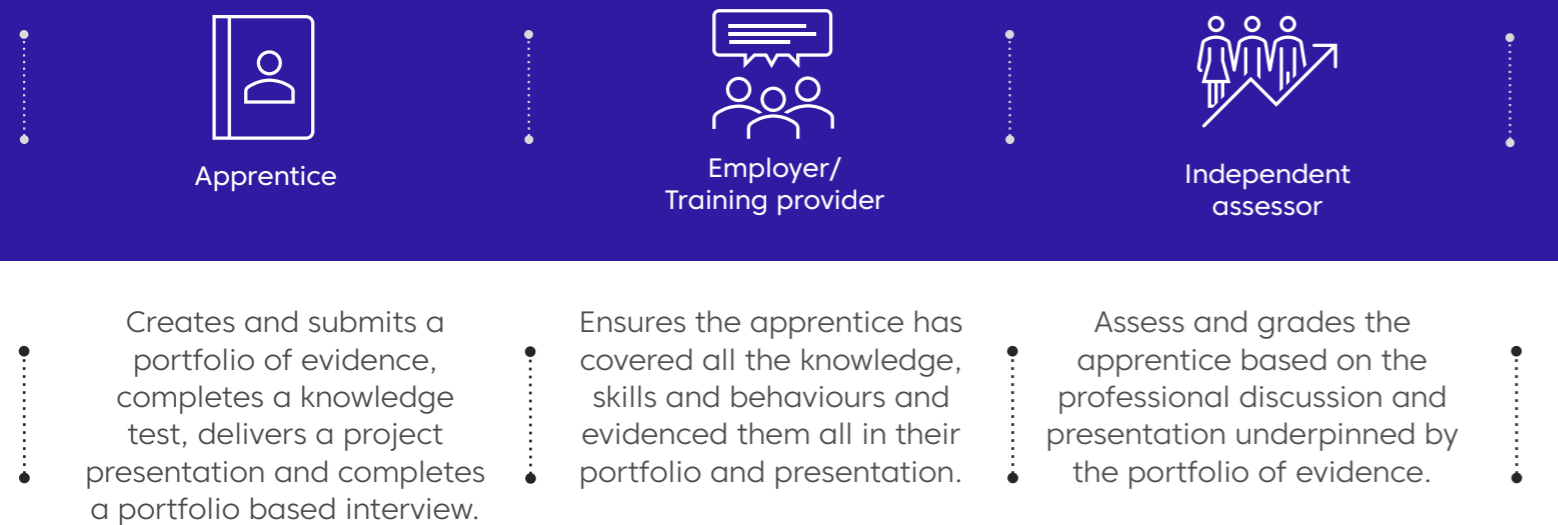 Apprentice
Employer/
Training provider
Independent
assessor
Creates and submits a
portfolio of evidence,
completes a knowledge
test, delivers a project
presentation and completes
a portfolio based interview.
Ensures the apprentice has
covered all the knowledge,
skills and behaviours and
evidenced them all in their
portfolio and presentation.
Assess and grades the
apprentice based on the
professional discussion and
presentation underpinned by
the portfolio of evidence.